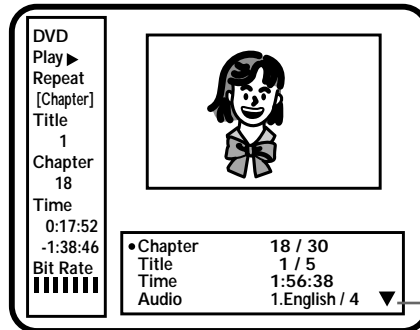 DVD
Play ▶
Repeat
[Chapter]
Title
1
Chapter
18
Time
0:17:52
-1:38:46
Bit Rate
•Chapter 18 / 30
Title 1 / 5
Time 1:56:38
Audio 1.English / 4 ▼